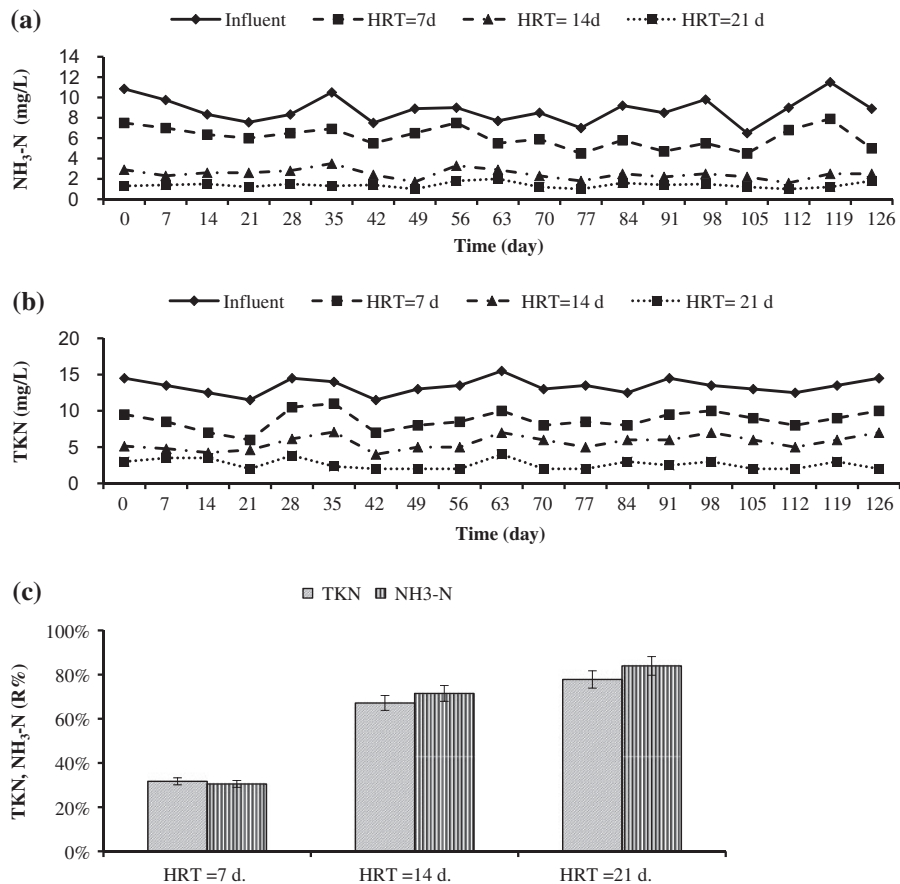 (a)
Influent HRT=7d HRT= 14d HRT=21 d
14
12
10
8
6
4
2
0
NH₃-N (mg/L)
0 7 14 21 28 35 42 49 56 63 70 77 84 91 98 105 112 119 126
Time (day)
(b)
Influent HRT=7 d HRT=14 d HRT= 21 d
20
15
10
5
0
TKN (mg/L)
0 7 14 21 28 35 42 49 56 63 70 77 84 91 98 105 112 119 126
Time (day)
(c)
TKN NH3-N
100%
80%
60%
40%
20%
0%
TKN, NH₃-N (R%)
HRT =7 d. HRT =14 d. HRT =21 d.